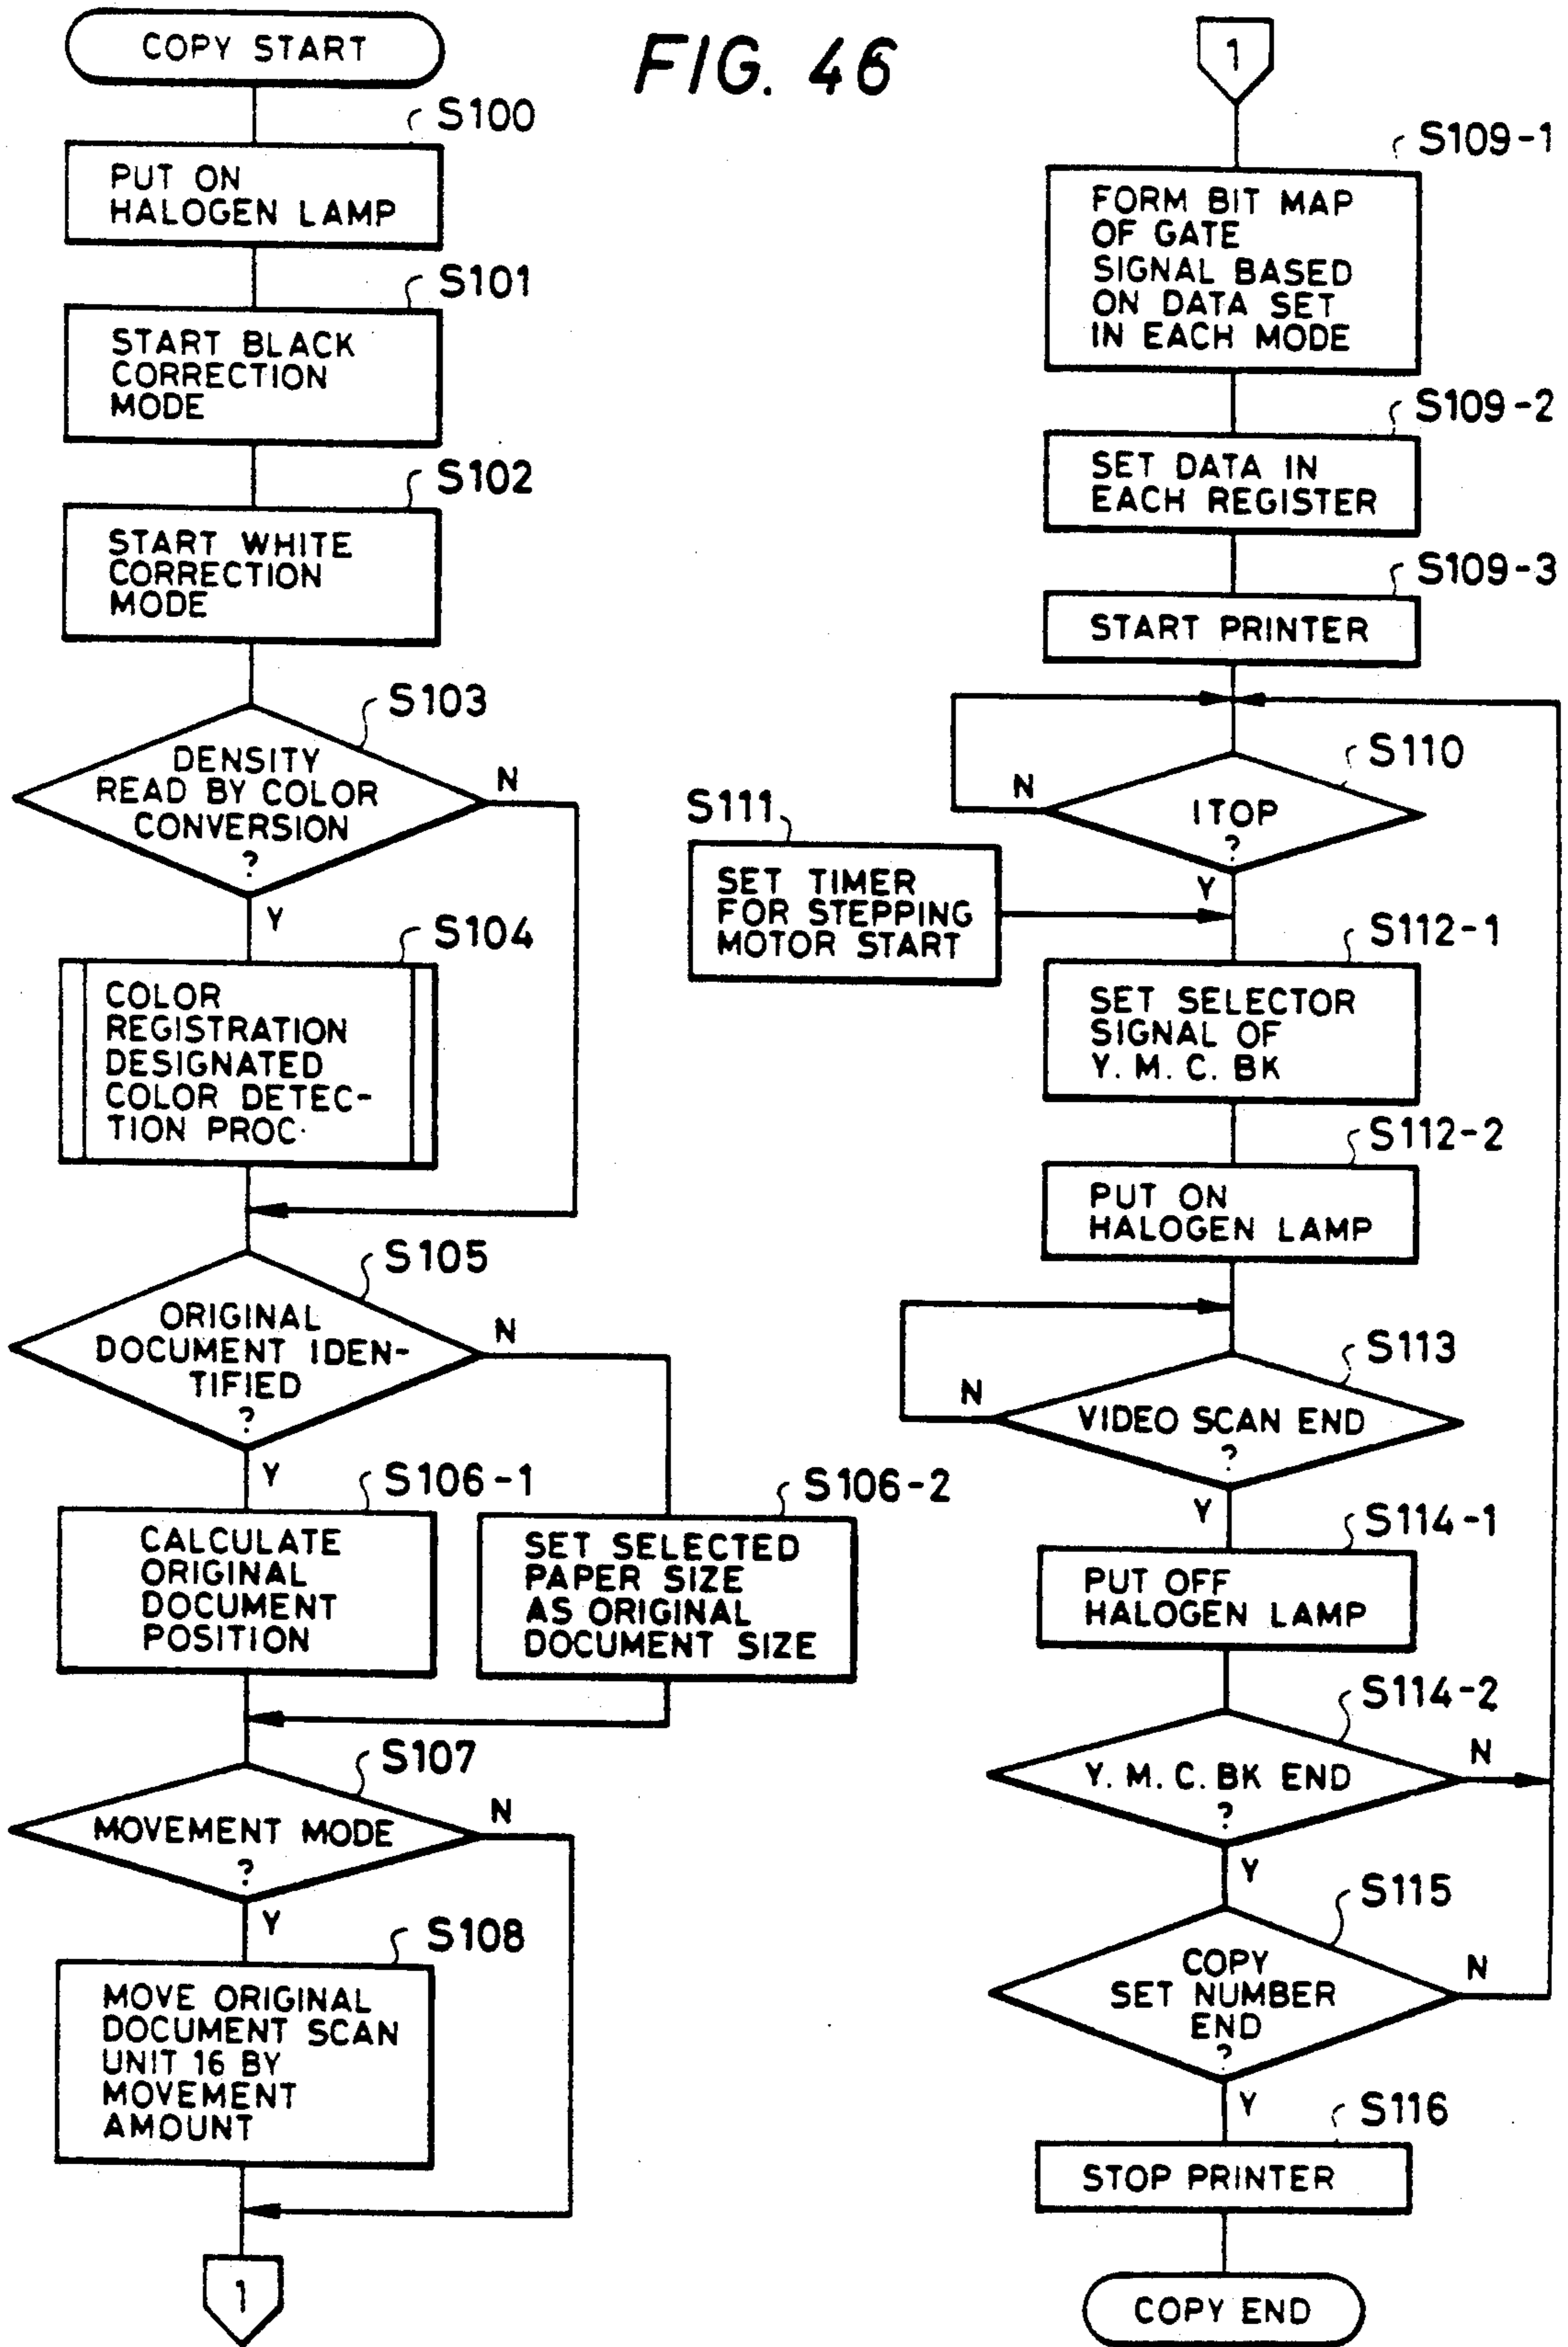 FIG. 46
COPY START
S100
PUT ON
HALOGEN LAMP
S101
START BLACK
CORRECTION
MODE
S102
START WHITE
CORRECTION
MODE
S103
DENSITY
READ BY COLOR
CONVERSION
?
N
Y
S104
COLOR
REGISTRATION
DESIGNATED
COLOR DETEC-
TION PROC.
S105
ORIGINAL
DOCUMENT IDEN-
TIFIED
?
N
Y
S106-1
CALCULATE
ORIGINAL
DOCUMENT
POSITION
S106-2
SET SELECTED
PAPER SIZE
AS ORIGINAL
DOCUMENT SIZE
S107
MOVEMENT MODE
?
N
Y
S108
MOVE ORIGINAL
DOCUMENT SCAN
UNIT 16 BY
MOVEMENT
AMOUNT
1
1
S109-1
FORM BIT MAP
OF GATE
SIGNAL BASED
ON DATA SET
IN EACH MODE
S109-2
SET DATA IN
EACH REGISTER
S109-3
START PRINTER
S110
N
ITOP
?
Y
S111
SET TIMER
FOR STEPPING
MOTOR START
S112-1
SET SELECTOR
SIGNAL OF
Y. M. C. BK
S112-2
PUT ON
HALOGEN LAMP
S113
N
VIDEO SCAN END
?
Y
S114-1
PUT OFF
HALOGEN LAMP
S114-2
Y. M. C. BK END
?
N
Y
S115
COPY
SET NUMBER
END
?
N
Y
S116
STOP PRINTER
COPY END